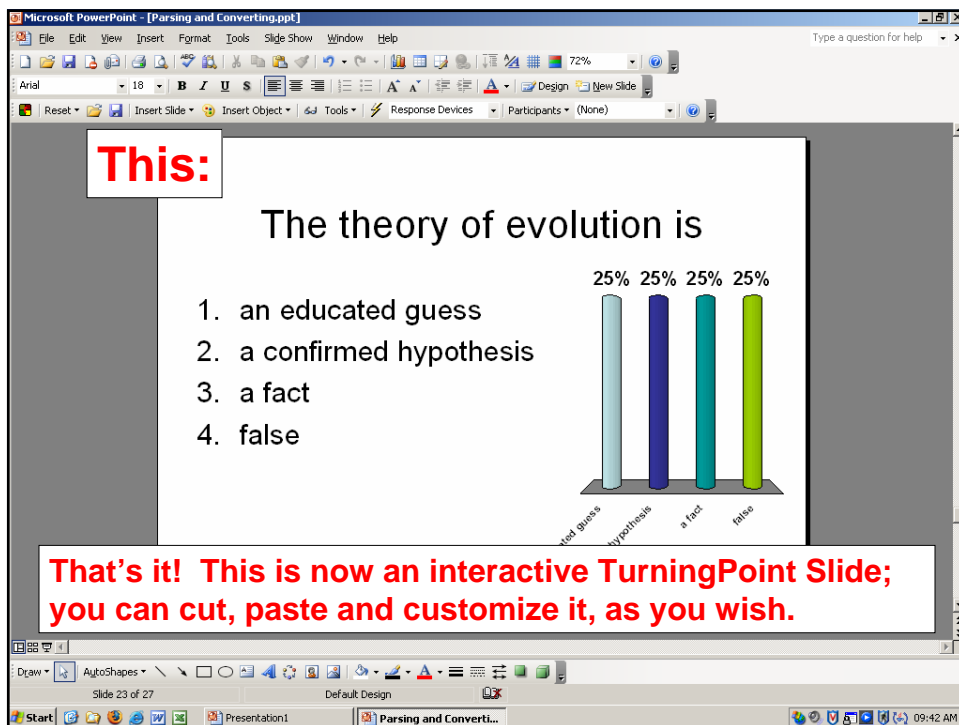 Microsoft PowerPoint - [Parsing and Converting.ppt]
File Edit View Insert Format Tools Slide Show Window Help Type a question for help
72%
Arial 18 B I U S A A A Design New Slide
Reset Insert Slide Insert Object Tools Response Devices Participants (None)
This:
The theory of evolution is
25% 25% 25% 25%
1. an educated guess
2. a confirmed hypothesis
3. a fact
4. false
ated guess
hypothesis
a fact
false
That’s it! This is now an interactive TurningPoint Slide;
you can cut, paste and customize it, as you wish.
Draw AutoShapes A
Slide 23 of 27 Default Design
Start Presentation1 Parsing and Converti... 09:42 AM